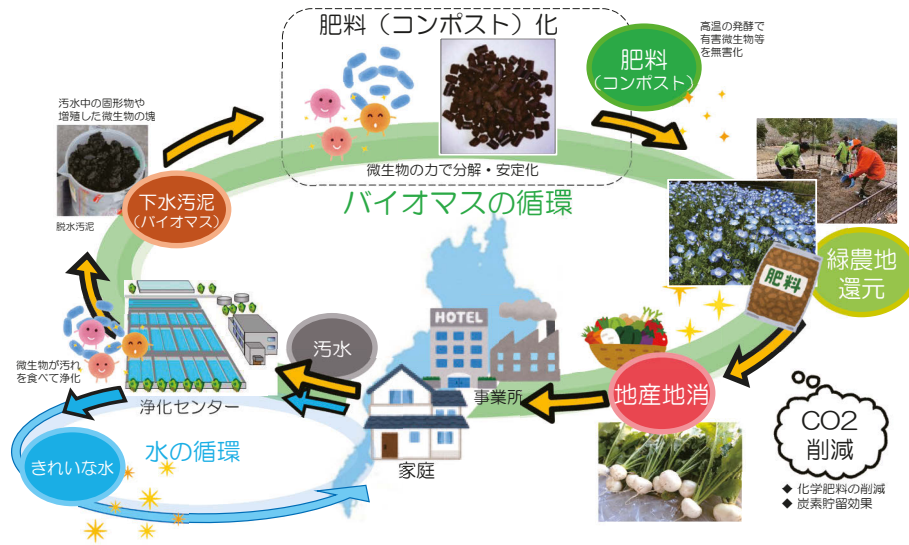 肥料（コンポスト）化
高温の発酵で
有害微生物等
を無害化
肥料
（コンポスト）
汚水中の固形物や
増殖した微生物の塊
微生物の力で分解・安定化
下水汚泥
（バイオマス）
脱水汚泥
バイオマスの循環
緑農地
還元
肥料
HOTEL
汚水
微生物が汚れ
を食べて浄化
浄化センター
事業所
地産地消
家庭
水の循環
きれいな水
CO2
削減
◆ 化学肥料の削減
◆ 炭素貯留効果